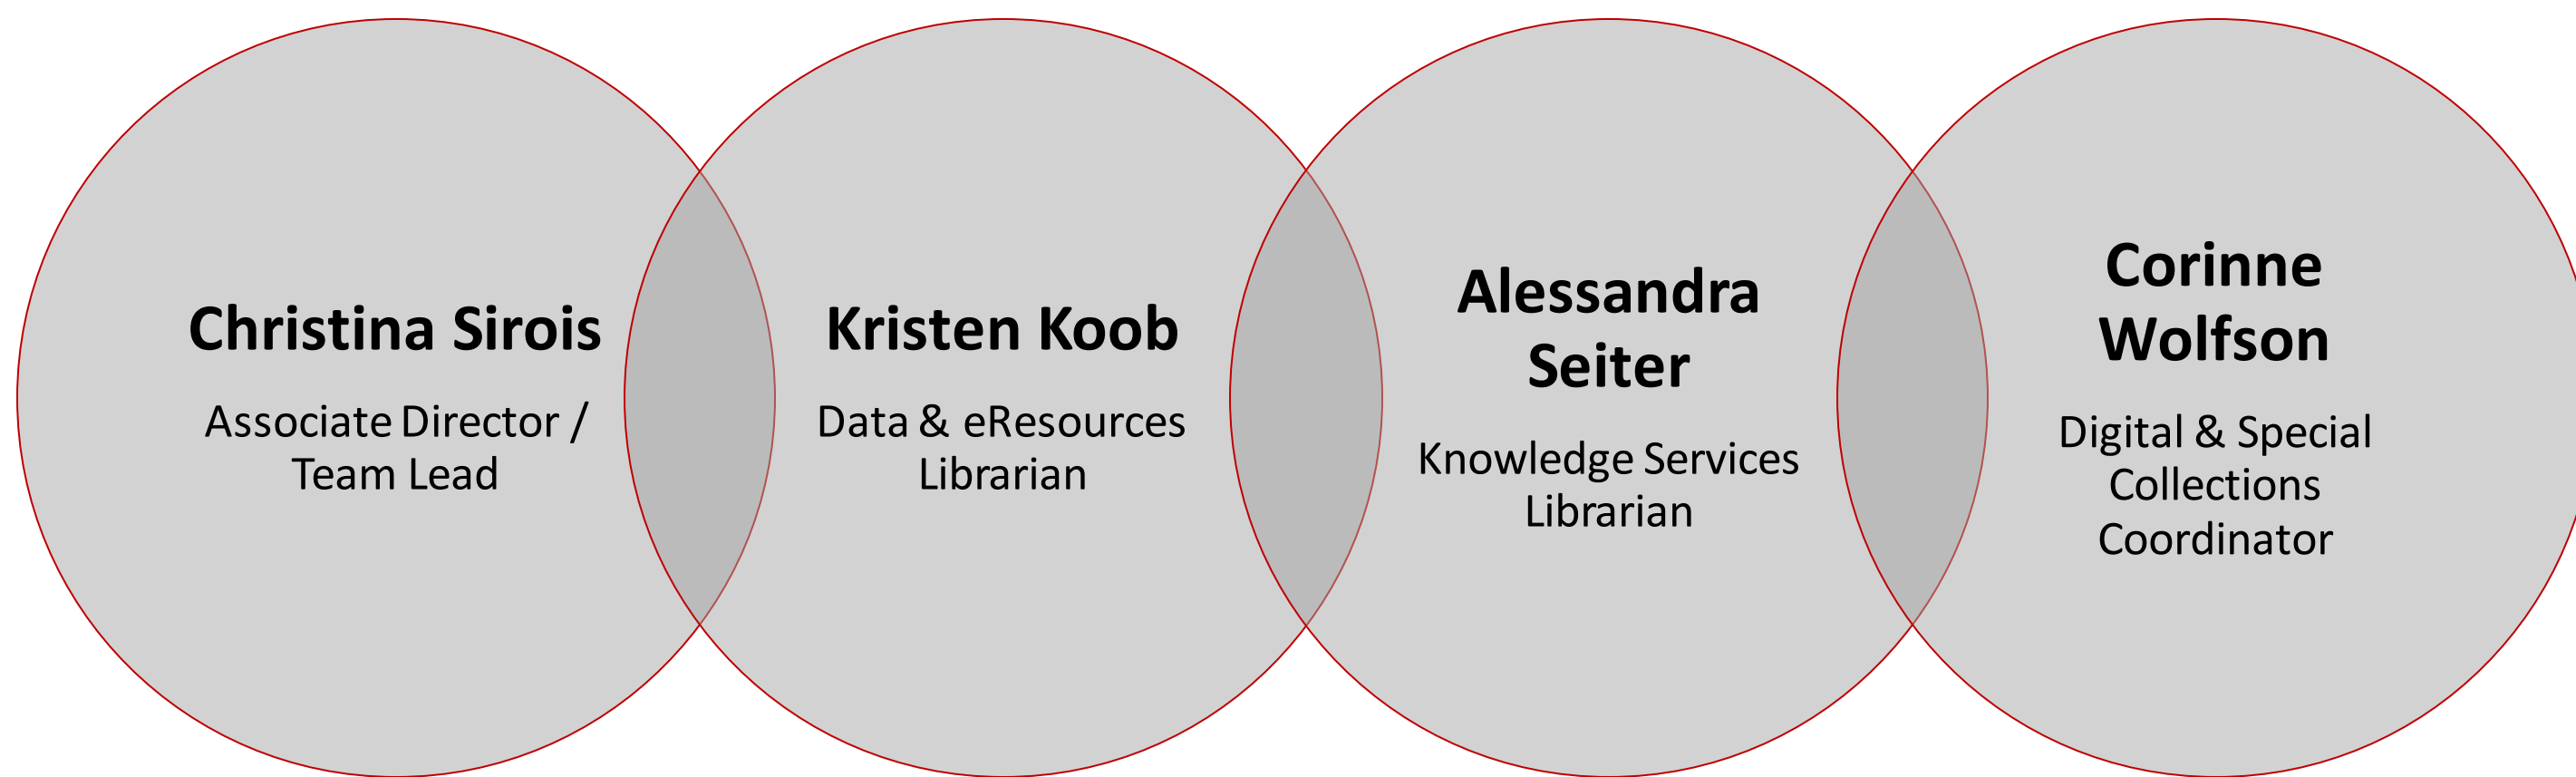 Christina Sirois
Associate Director /
Team Lead
Kristen Koob
Data & eResources
Librarian
Alessandra
Seiter
Knowledge Services
Librarian
Corinne
Wolfson
Digital & Special
Collections
Coordinator